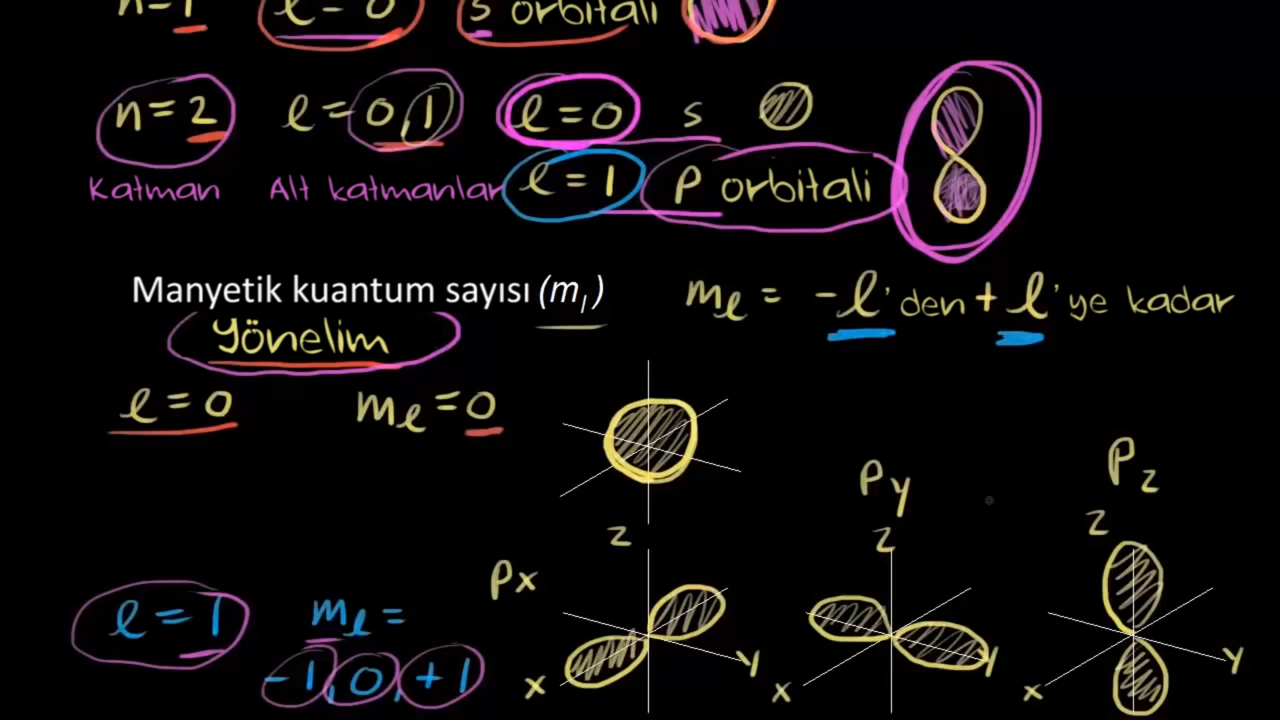 n=1 l=0 s orbitali
n=2 l=0,1 l=0 s
Katman Alt katmanlar l=1 p orbitali
Manyetik kuantum sayısı (ml) ml = -l'den +l'ye kadar
Yönelim
l=0 ml=0
Py Pz
z z z
Px
l=1 ml=
-1,0,+1
x y x y x y